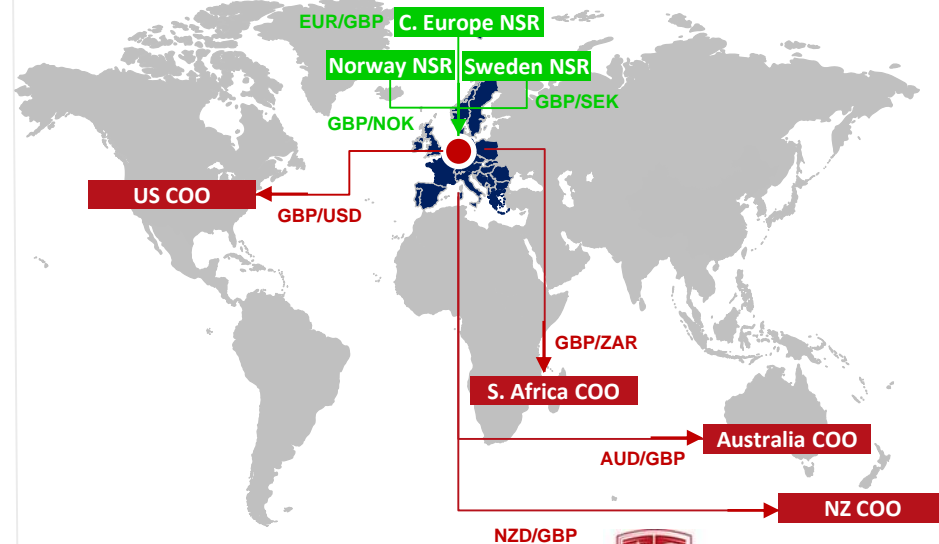 EUR/GBP
C. Europe NSR
Norway NSR
Sweden NSR
GBP/SEK
GBP/NOK
US COO
GBP/USD
GBP/ZAR
S. Africa COO
Australia COO
AUD/GBP
NZ COO
NZD/GBP